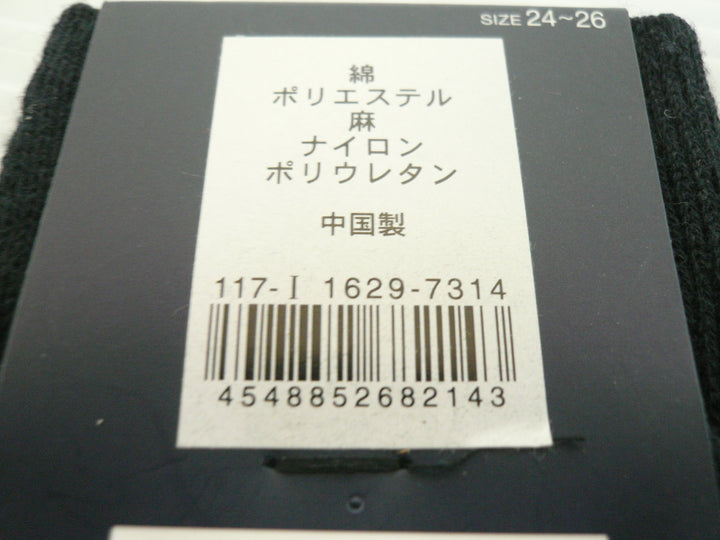 SIZE 24~26
綿
ポリエステル
麻
ナイロン
ポリウレタン
中国製
117-I 1629-7314
4548852682143